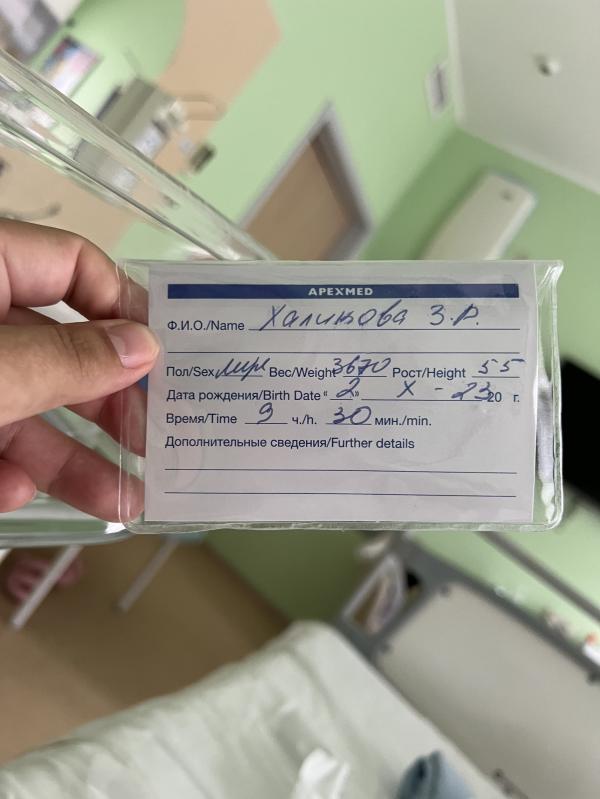 APEXMED
Ф.И.О./Name Халикова З.Р.
Пол/Sex муж Вес/Weight 3670 Рост/Height 55
Дата рождения/Birth Date "2" X - 23 20 г.
Время/Time 9 ч./h. 30 мин./min.
Дополнительные сведения/Further details